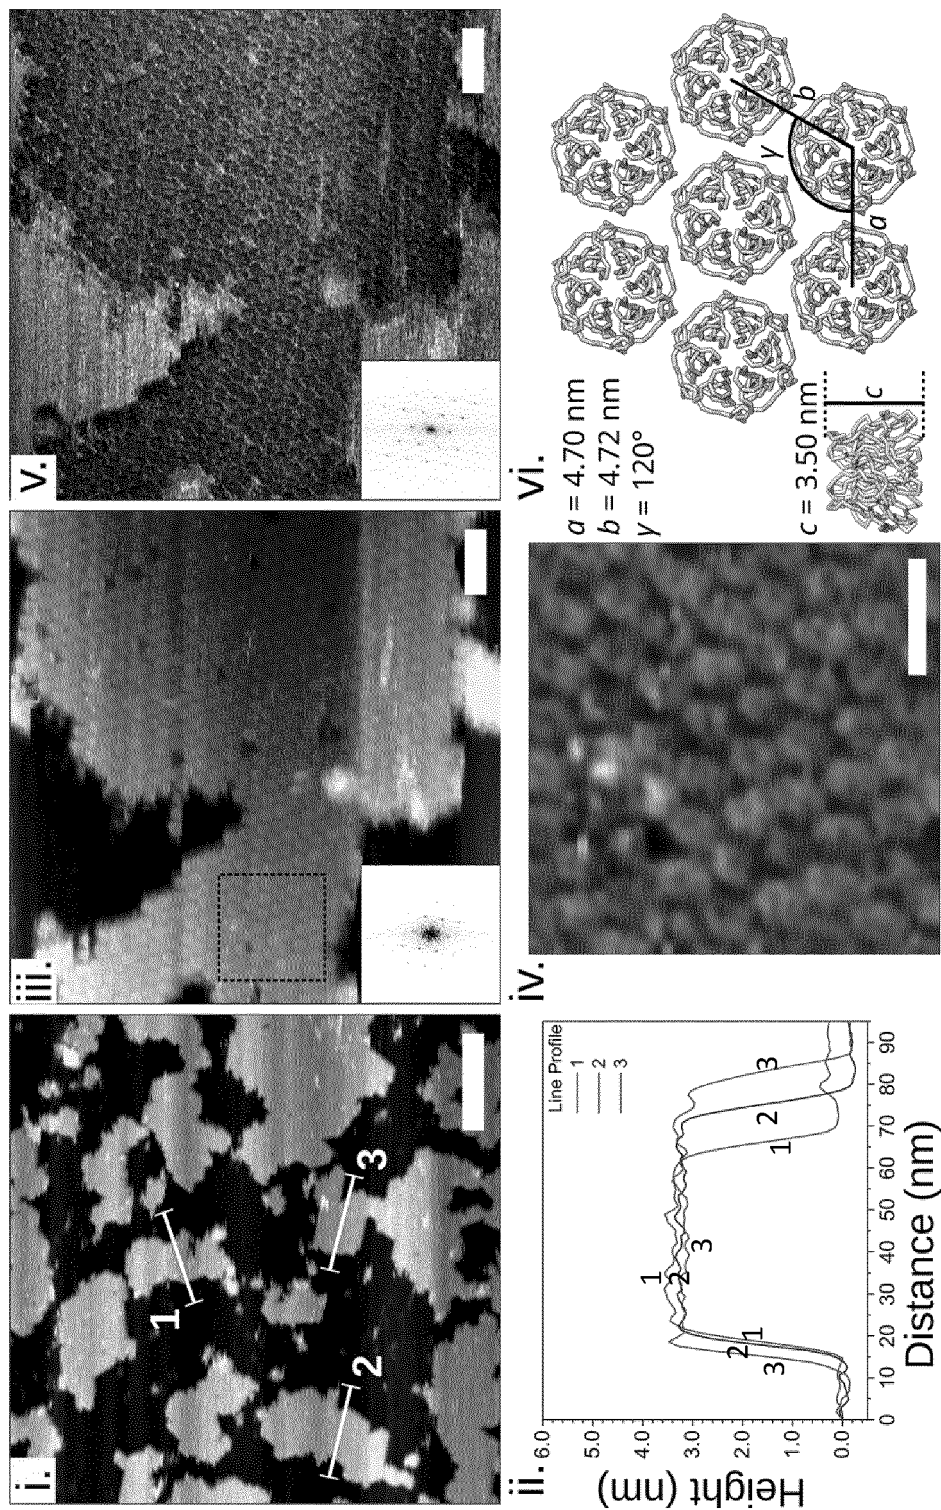 i.
1
2
3
ii.
Height (nm)
6.0
5.0
4.0
3.0
2.0
1.0
0.0
Line Profile
1
2
3
1
2
3
1
2
3
1
2
3
0 10 20 30 40 50 60 70 80 90
Distance (nm)
iii.
iv.
v.
vi.
a = 4.70 nm
b = 4.72 nm
γ = 120°
c = 3.50 nm
c
a
b
γ